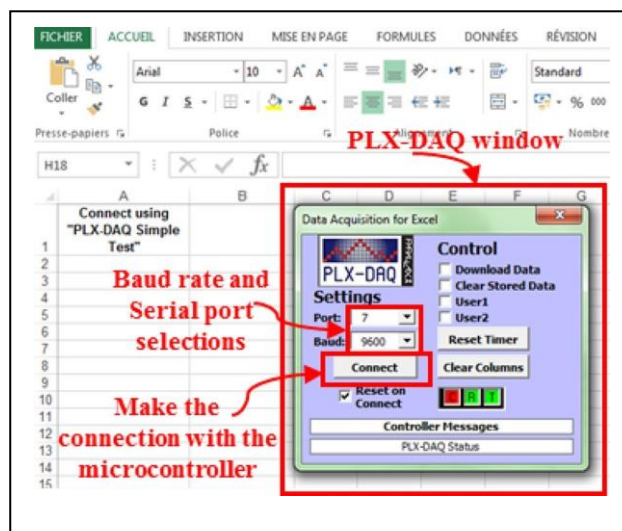 FICHIER ACCUEIL INSERTION MISE EN PAGE FORMULES DONNÉES RÉVISION
Arial 10 A A Standard
Coller G I S A % 000
Presse-papiers Police Alignement Nombre
PLX-DAQ window
H18 fx
A B C D E F G
Connect using
"PLX-DAQ Simple
Test"
1
2
3
4
5
6
7
8
9
10
11
12
13
14
15
Baud rate and
Serial port
selections
Make the
connection with the
microcontroller
Data Acquisition for Excel
PLX-DAQ
Control
Download Data
Clear Stored Data
User1
User2
Settings
Port: 7
Baud: 9600
Reset Timer
Connect
Clear Columns
Reset on
Connect
C R T
Controller Messages
PLX-DAQ Status